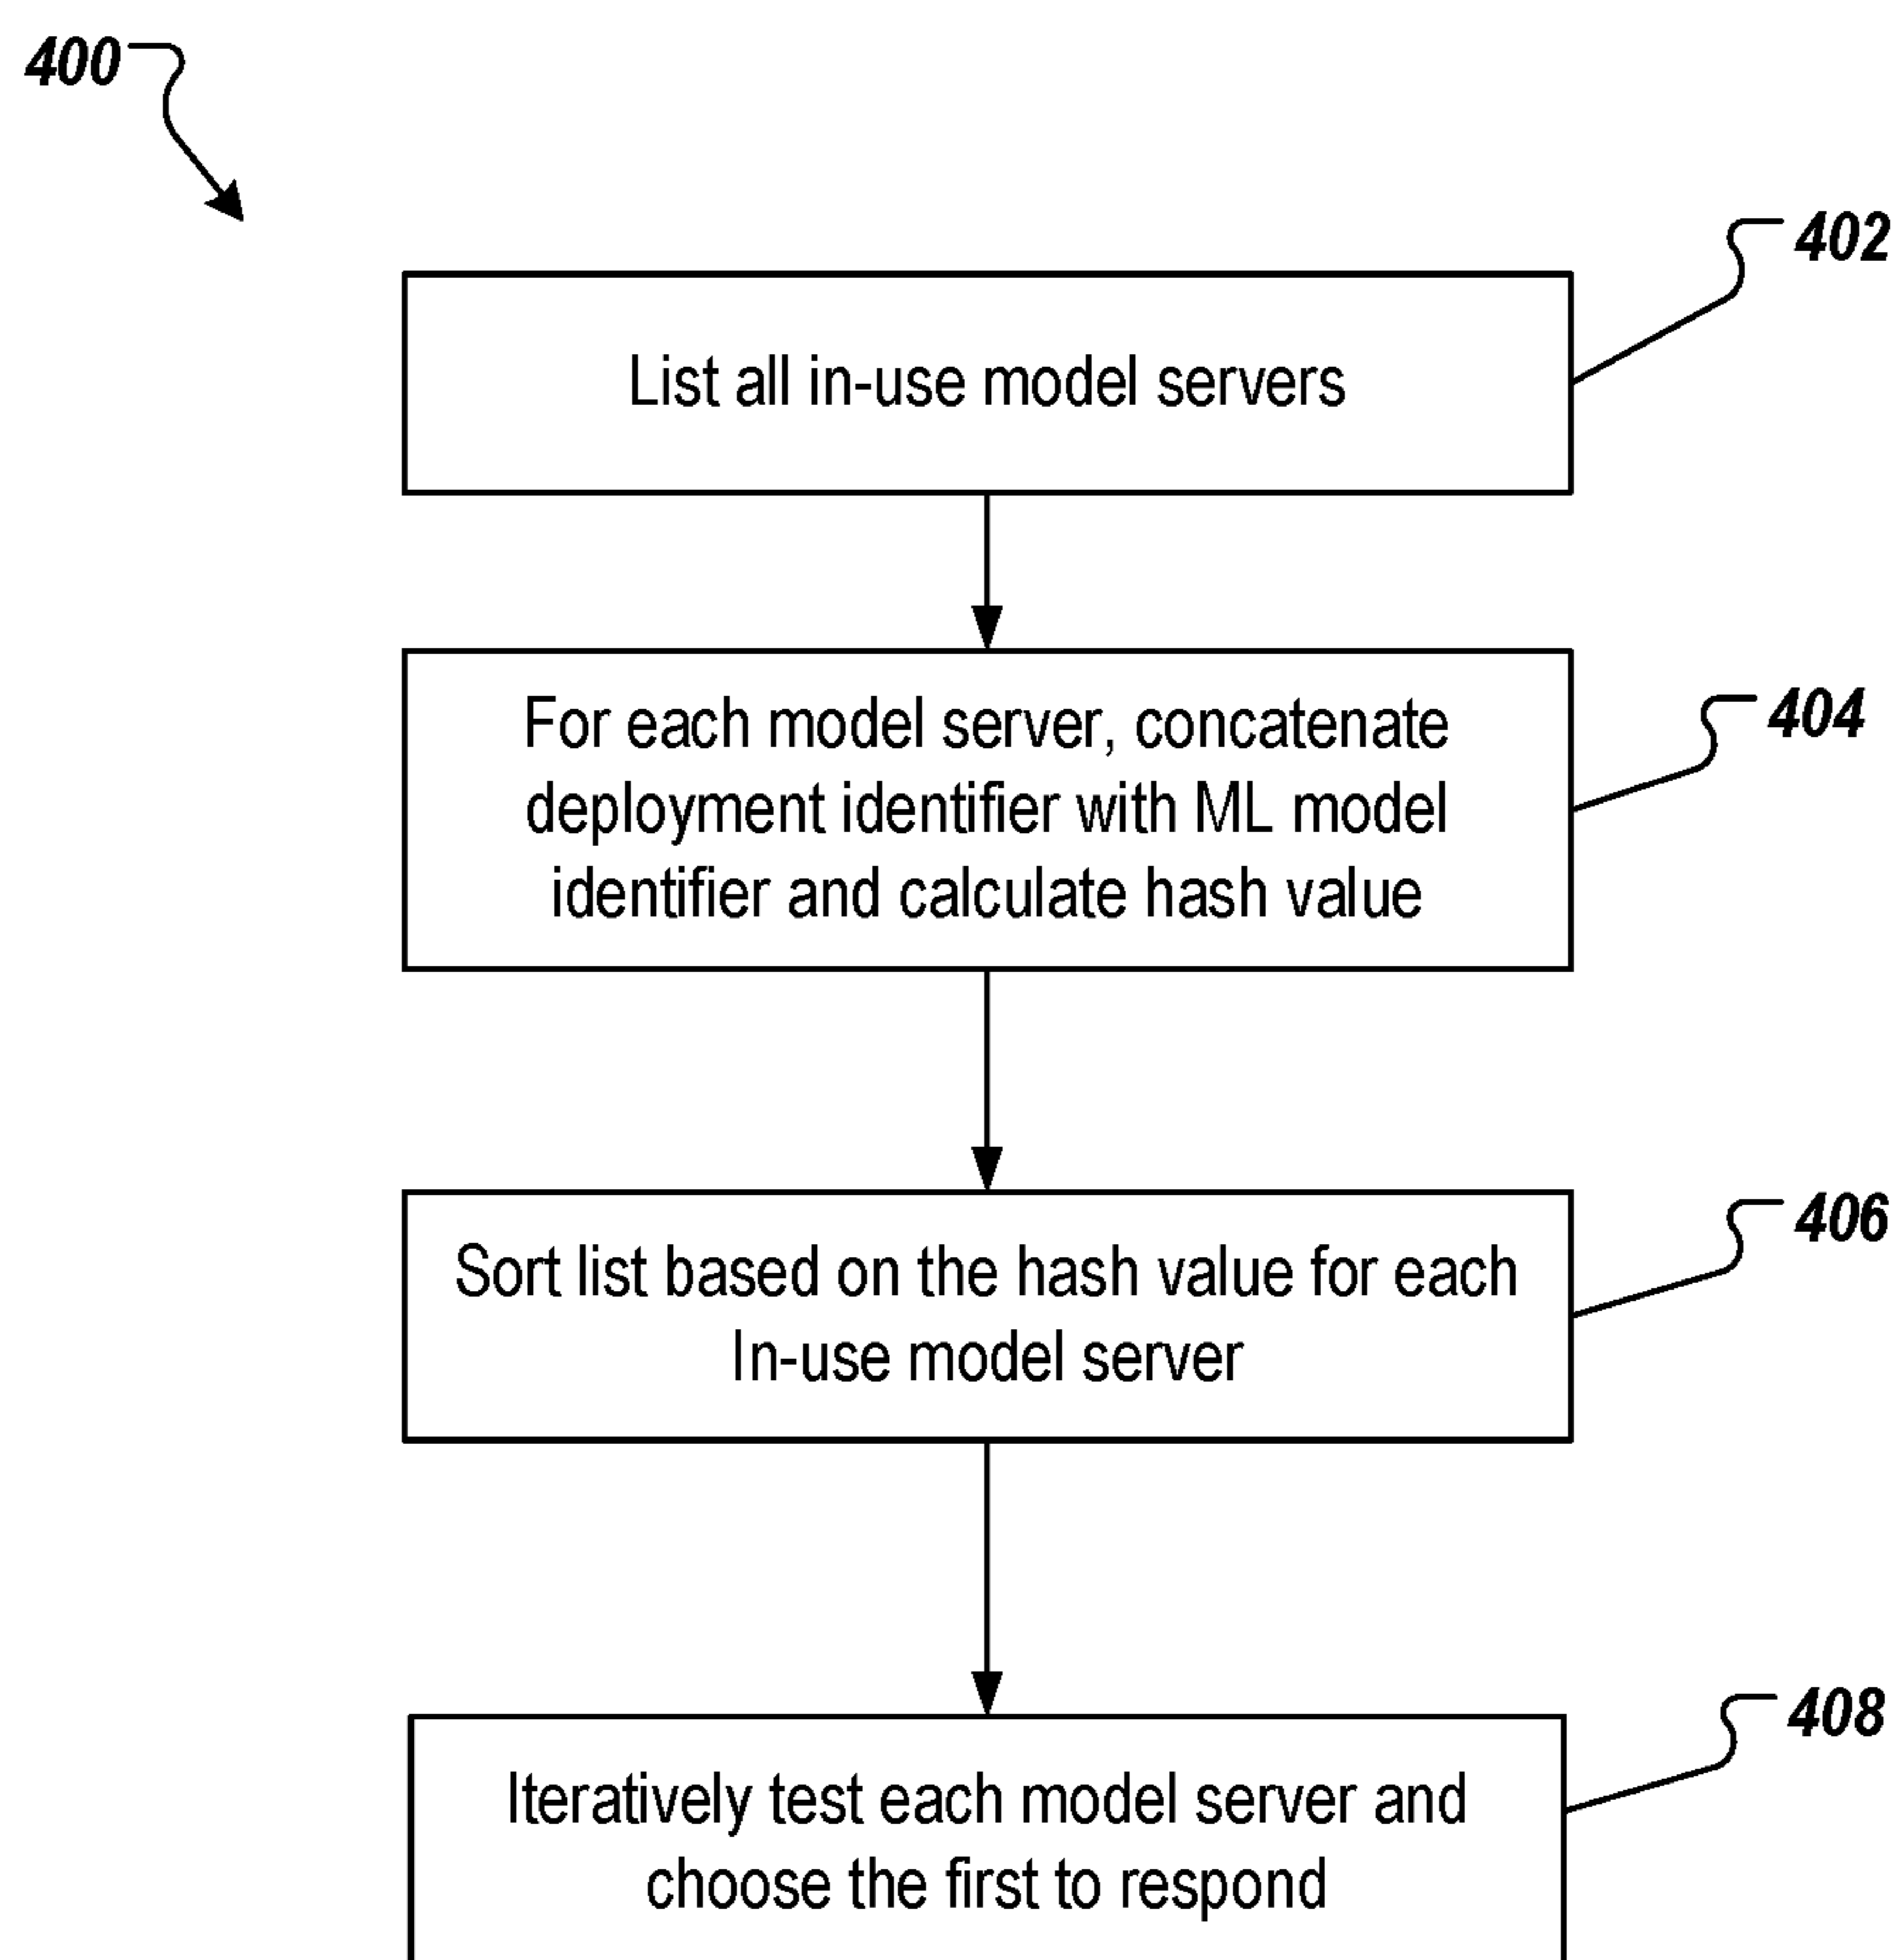 400
402
List all in-use model servers
404
For each model server, concatenate
deployment identifier with ML model
identifier and calculate hash value
406
Sort list based on the hash value for each
In-use model server
408
Iteratively test each model server and
choose the first to respond